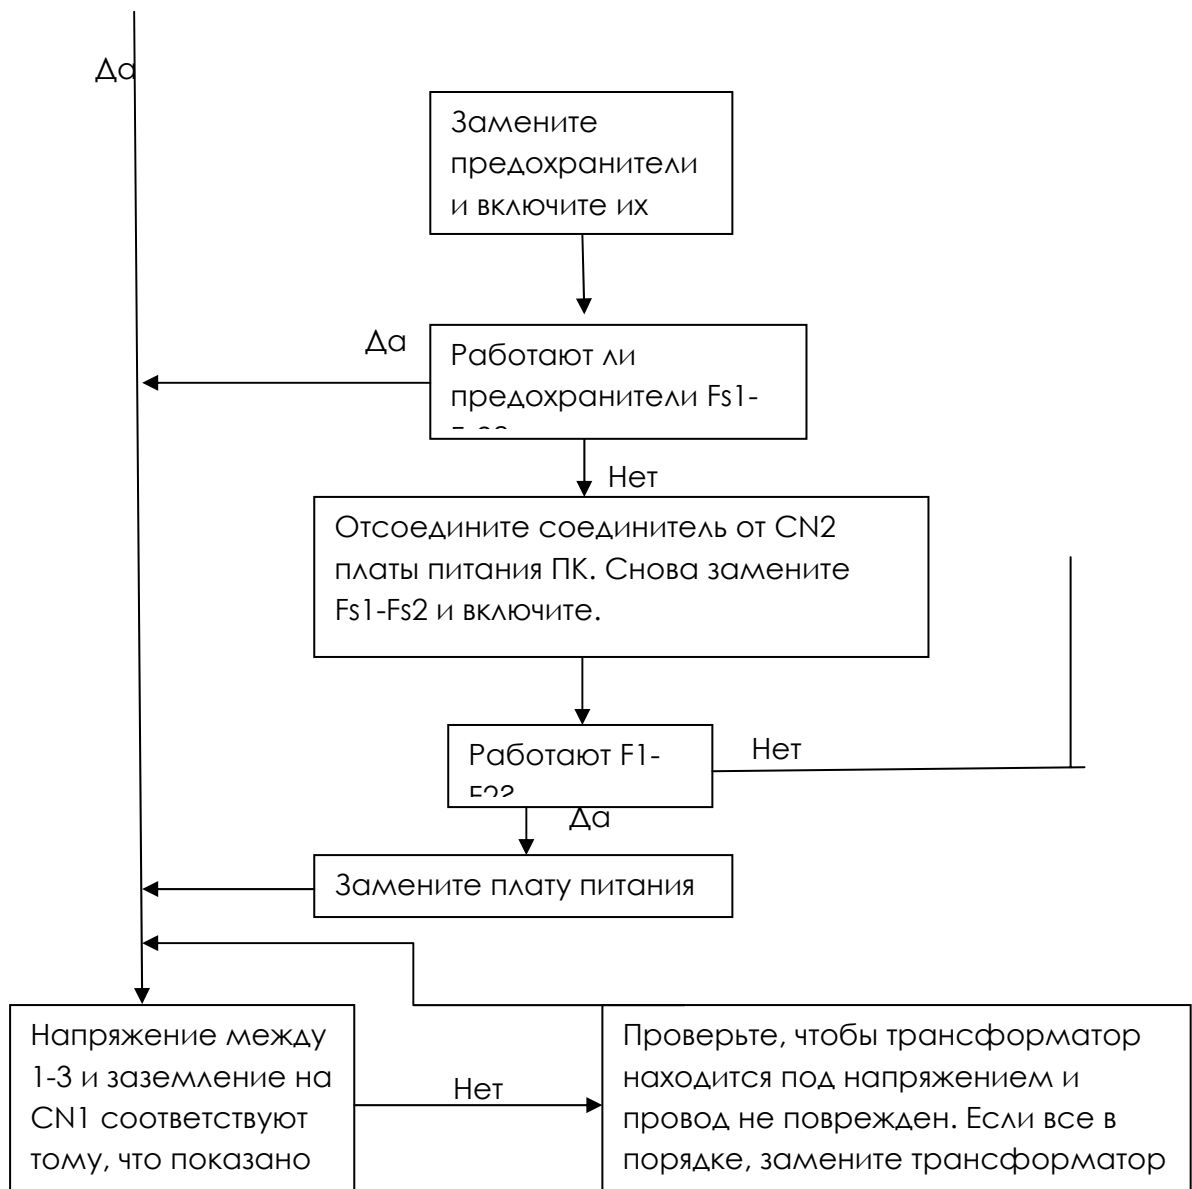 Да
Замените
предохранители
и включите их
Да
Работают ли
предохранители Fs1-
Нет
Отсоедините соединитель от CN2
платы питания ПК. Снова замените
Fs1-Fs2 и включите.
Работают F1-
Нет
Да
Замените плату питания
Напряжение между
1-3 и заземление на
CN1 соответствуют
тому, что показано
Нет
Проверьте, чтобы трансформатор
находится под напряжением и
провод не поврежден. Если все в
порядке, замените трансформатор